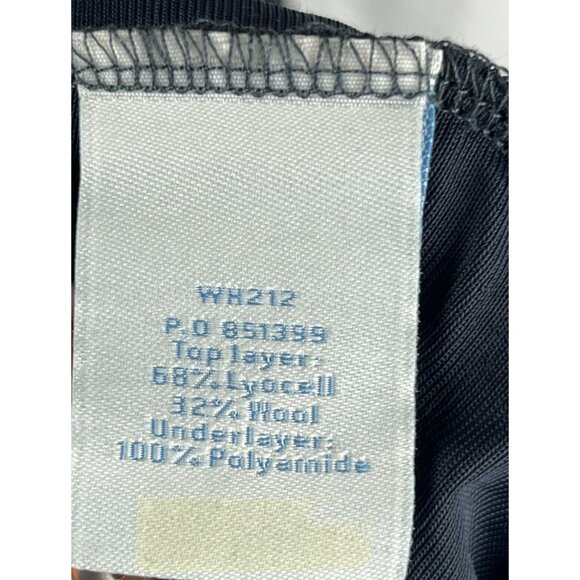 WH212
P.O 851399
Top layer:
68% Lyocell
32% Wool
Underlayer:
100% Polyamide